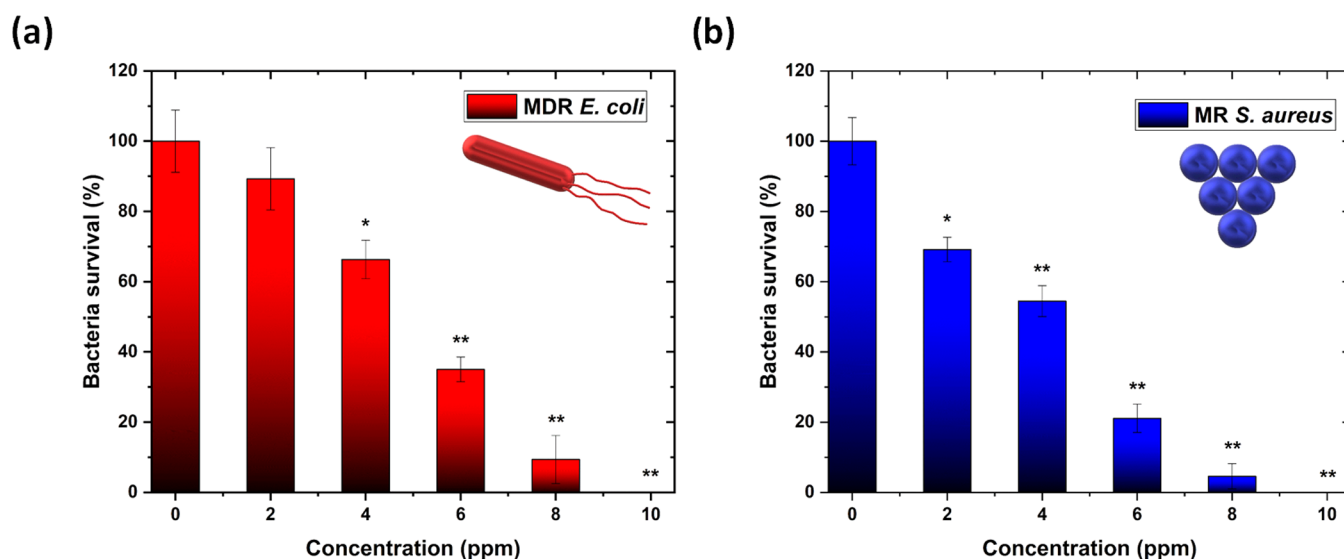 (a)
120
100
80
60
40
20
0
Bacteria survival (%)
MDR E. coli
*
**
**
**
0 2 4 6 8 10
Concentration (ppm)
(b)
120
100
80
60
40
20
0
Bacteria survival (%)
MR S. aureus
*
**
**
**
**
0 2 4 6 8 10
Concentration (ppm)